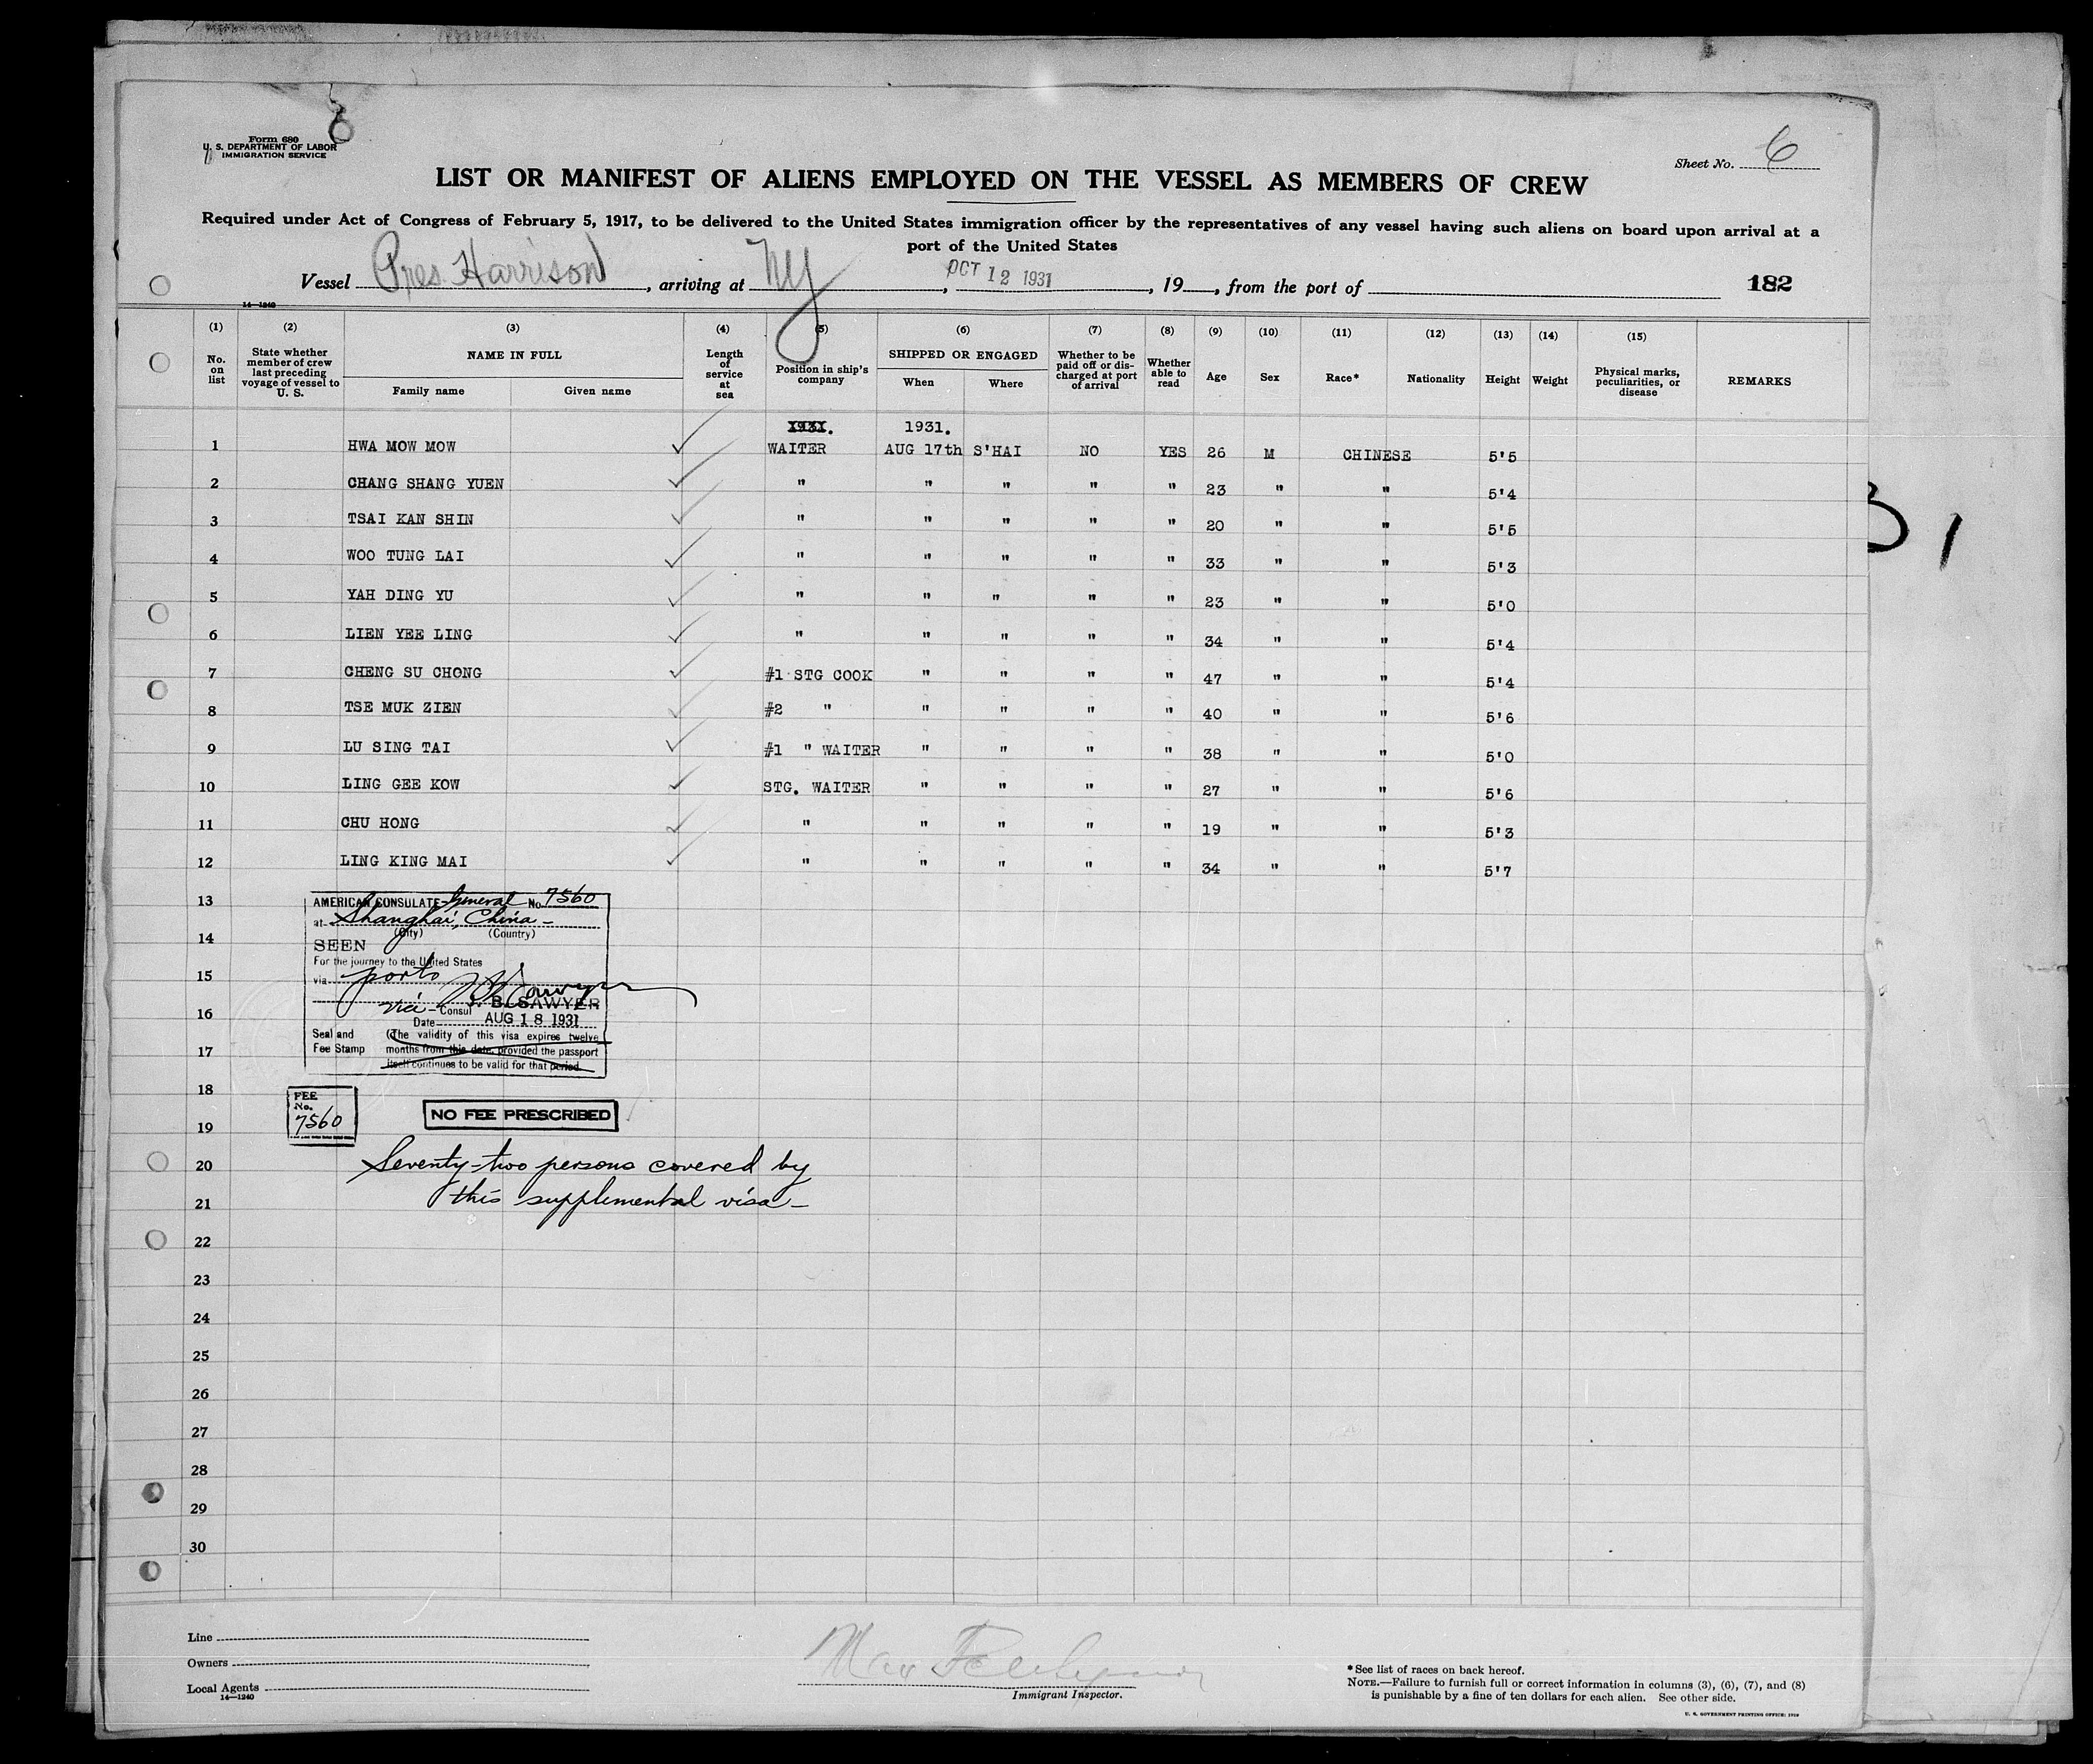 Form 680
U. S. DEPARTMENT OF LABOR
IMMIGRATION SERVICE
Sheet No. 6
LIST OR MANIFEST OF ALIENS EMPLOYED ON THE VESSEL AS MEMBERS OF CREW
Required under Act of Congress of February 5, 1917, to be delivered to the United States immigration officer by the representatives of any vessel having such aliens on board upon arrival at a
port of the United States
Vessel Pres. Harrison, arriving at NY, OCT 12 1931, 19__, from the port of 182
14—1240
(1) (2) (3) (4) (5) (6) (7) (8) (9) (10) (11) (12) (13) (14) (15)
No. on list
State whether member of crew last preceding voyage of vessel to U. S.
NAME IN FULL
Family name Given name
Length of service at sea
Position in ship's company
SHIPPED OR ENGAGED
When Where
Whether to be paid off or discharged at port of arrival
Whether able to read
Age Sex Race* Nationality Height Weight
Physical marks, peculiarities, or disease
REMARKS
1931. 1931.
1 HWA MOW MOW WAITER AUG 17th S'HAI NO YES 26 M CHINESE 5'5
2 CHANG SHANG YUEN " " " " " 23 " " 5'4
3 TSAI KAN SHIN " " " " " 20 " " 5'5
4 WOO TUNG LAI " " " " " 33 " " 5'3
5 YAH DING YU " " " " " 23 " " 5'0
6 LIEN YEE LING " " " " " 34 " " 5'4
7 CHENG SU CHONG #1 STG COOK " " " " 47 " " 5'4
8 TSE MUK ZIEN #2 " " " " " 40 " " 5'6
9 LU SING TAI #1 " WAITER " " " " 38 " " 5'0
10 LING GEE KOW STG. WAITER " " " " 27 " " 5'6
11 CHU HONG " " " " " 19 " " 5'3
12 LING KING MAI " " " " " 34 " " 5'7
13
14
15
16
17
18
19
20
21
22
23
24
25
26
27
28
29
30
AMERICAN CONSULATE-General No. 7560
at Shanghai, China-
(City) (Country)
SEEN
For the journey to the United States
via ports
J. B. SAWYER
Vice-Consul
Date AUG 18 1931
Seal and Fee Stamp
(The validity of this visa expires twelve
months from this date, provided the passport
itself continues to be valid for that period.
FEE
No.
7560
NO FEE PRESCRIBED
Seventy-two persons covered by
this supplemental visa-
31
Line
Owners
Local Agents
14—1240
Max
Immigrant Inspector.
*See list of races on back hereof.
NOTE.—Failure to furnish full or correct information in columns (3), (6), (7), and (8)
is punishable by a fine of ten dollars for each alien. See other side.
U. S. GOVERNMENT PRINTING OFFICE: